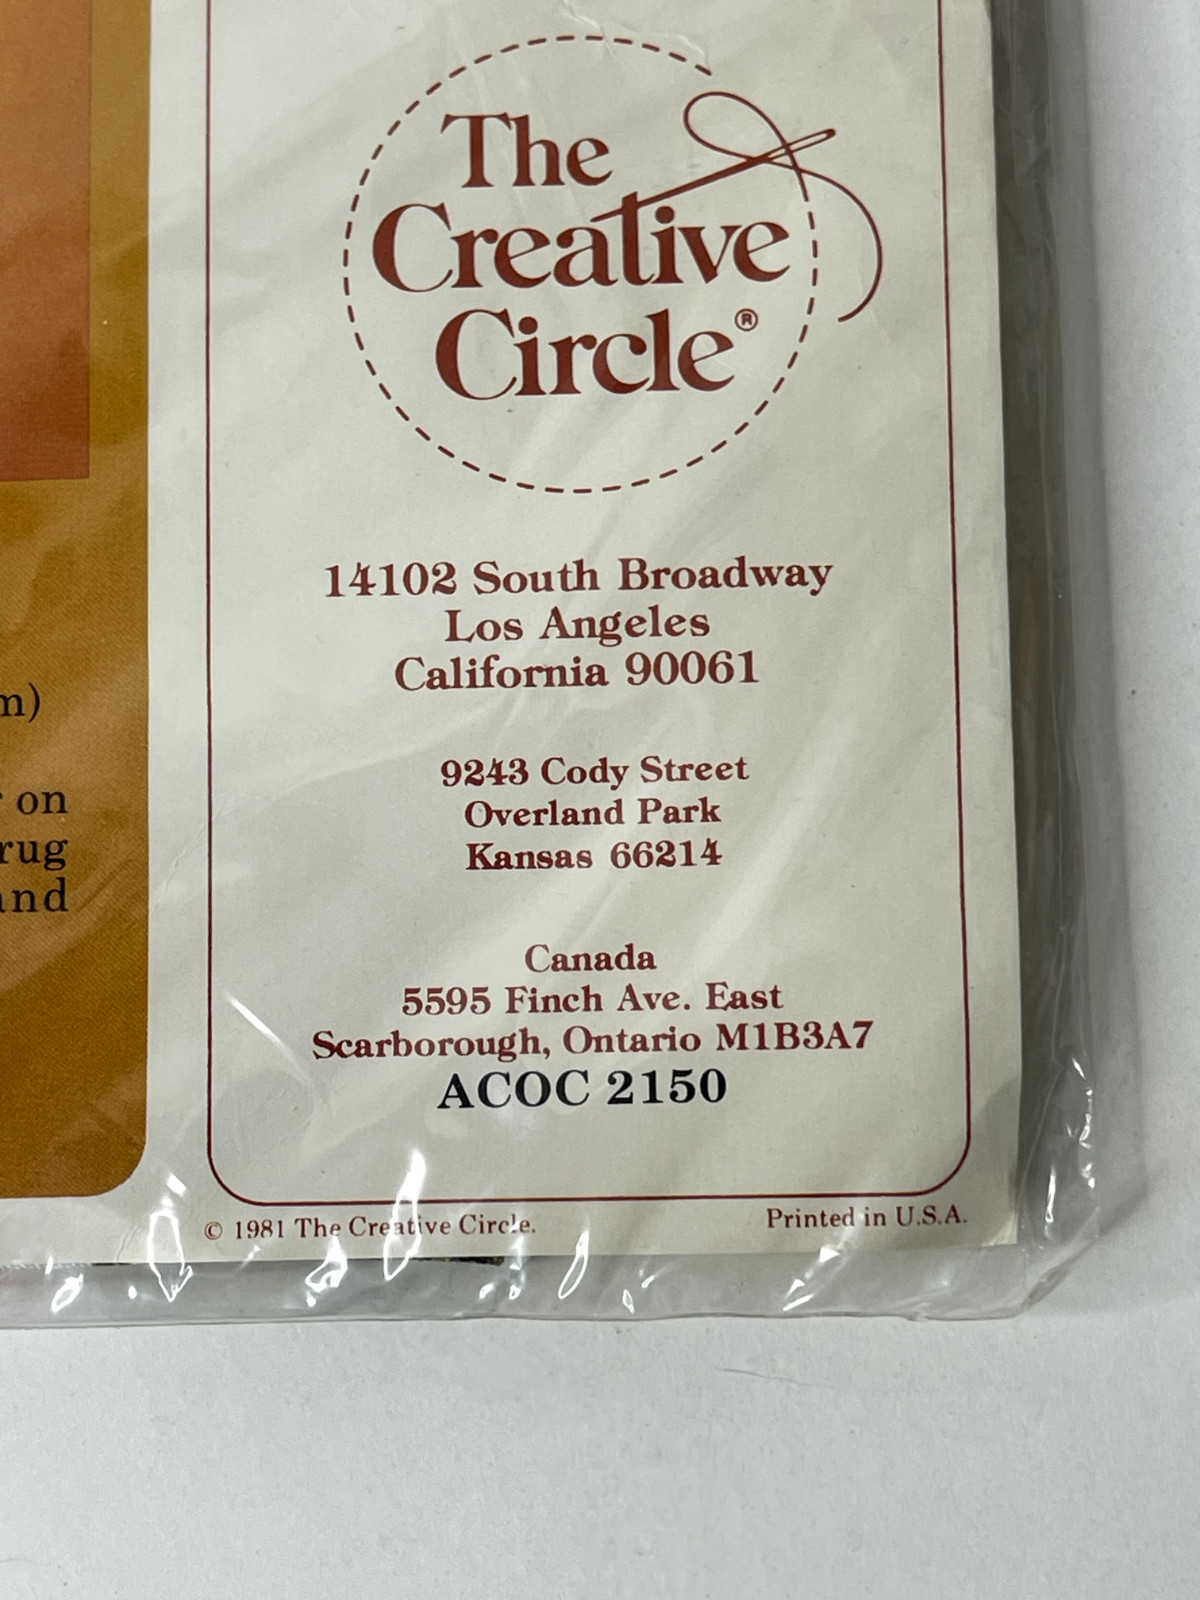 The
Creative
Circle®
14102 South Broadway
Los Angeles
California 90061
9243 Cody Street
Overland Park
Kansas 66214
Canada
5595 Finch Ave. East
Scarborough, Ontario M1B3A7
ACOC 2150
© 1981 The Creative Circle.
Printed in U.S.A.
m)
on
rug
and